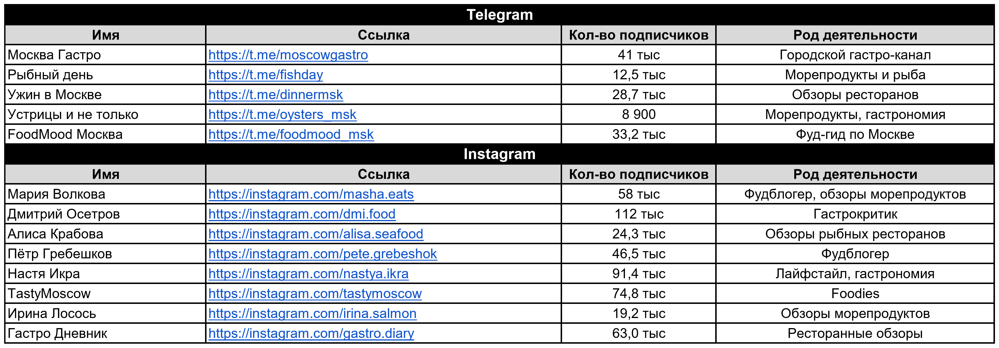 Telegram
Имя Ссылка Кол-во подписчиков Род деятельности
Москва Гастро https://t.me/moscowgastro 41 тыс Городской гастро-канал
Рыбный день https://t.me/fishday 12,5 тыс Морепродукты и рыба
Ужин в Москве https://t.me/dinnermsk 28,7 тыс Обзоры ресторанов
Устрицы и не только https://t.me/oysters_msk 8 900 Морепродукты, гастрономия
FoodMood Москва https://t.me/foodmood_msk 33,2 тыс Фуд-гид по Москве
Instagram
Имя Ссылка Кол-во подписчиков Род деятельности
Мария Волкова https://instagram.com/masha.eats 58 тыс Фудблогер, обзоры морепродуктов
Дмитрий Осетров https://instagram.com/dmi.food 112 тыс Гастрокритик
Алиса Крабова https://instagram.com/alisa.seafood 24,3 тыс Обзоры рыбных ресторанов
Пётр Гребешков https://instagram.com/pete.grebeshok 46,5 тыс Фудблогер
Настя Икра https://instagram.com/nastya.ikra 91,4 тыс Лайфстайл, гастрономия
TastyMoscow https://instagram.com/tastymoscow 74,8 тыс Foodies
Ирина Лосось https://instagram.com/irina.salmon 19,2 тыс Обзоры морепродуктов
Гастро Дневник https://instagram.com/gastro.diary 63,0 тыс Ресторанные обзоры